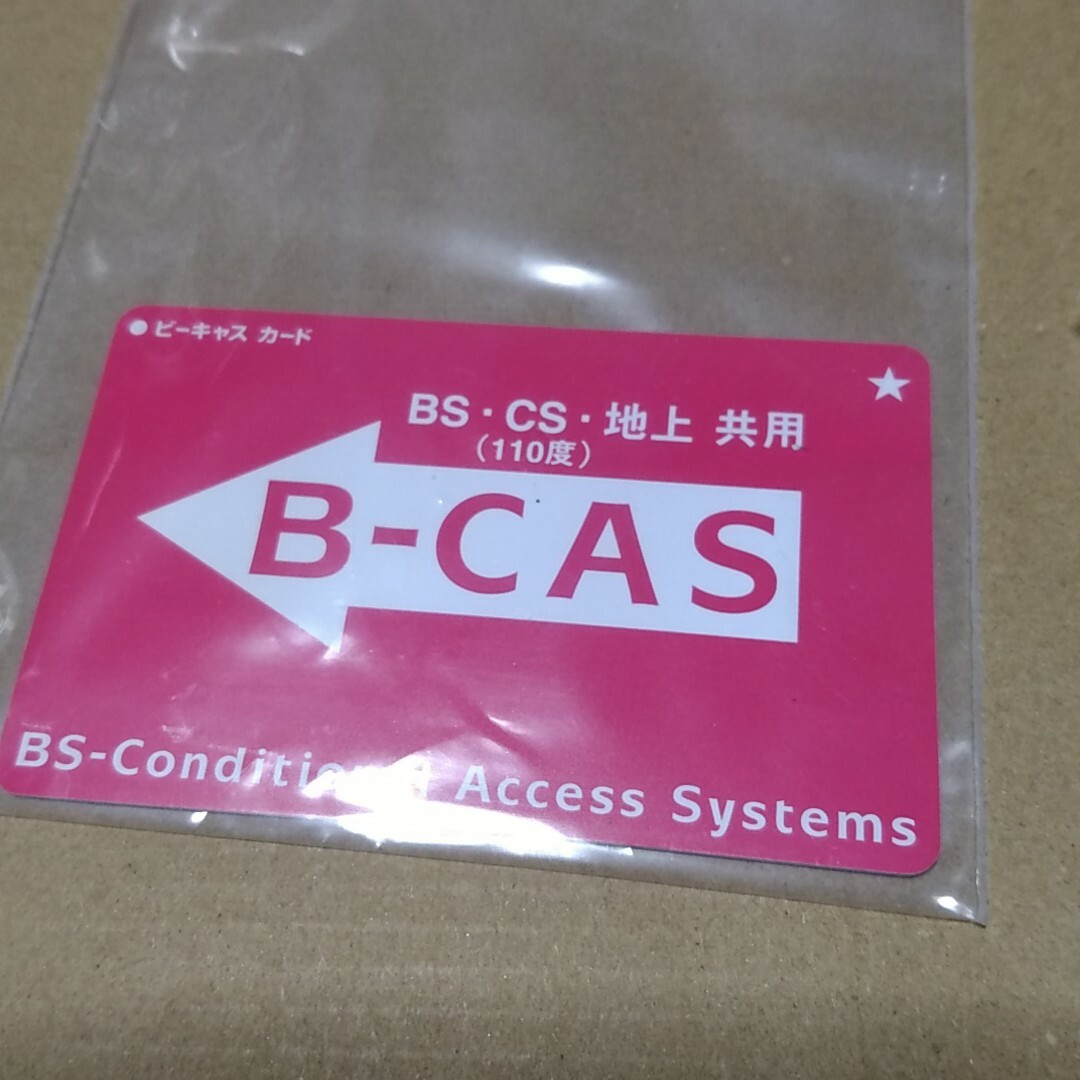 ●ビーキャス カード
★
BS・CS・地上 共用
(110度)
B-CAS
BS-Conditional Access Systems